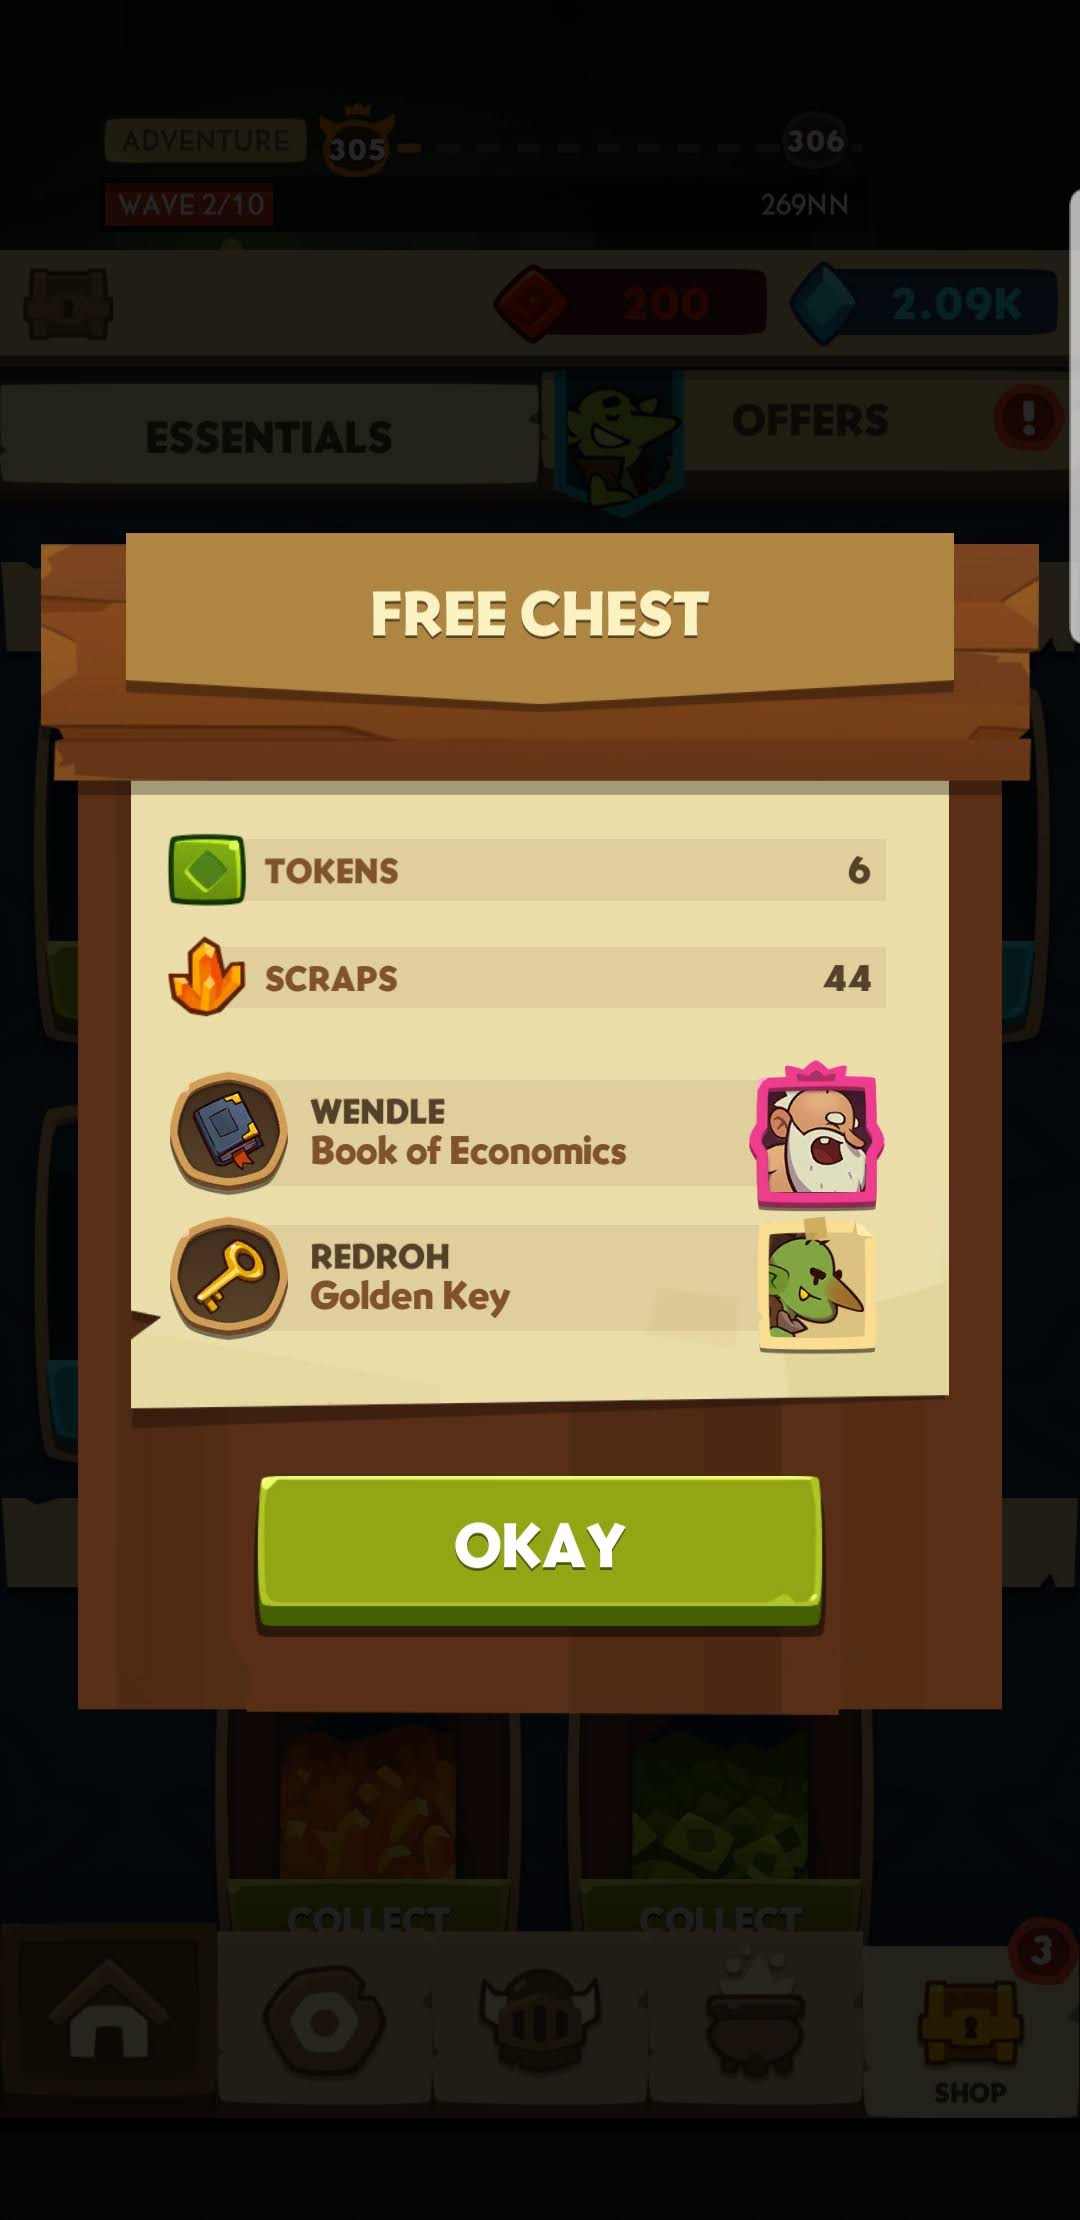 ADVENTURE
305
306
WAVE 2/10
269NN
200
2.09K
ESSENTIALS
OFFERS
!
FREE CHEST
TOKENS
6
SCRAPS
44
WENDLE
Book of Economics
REDROH
Golden Key
OKAY
COLLECT
COLLECT
3
SHOP